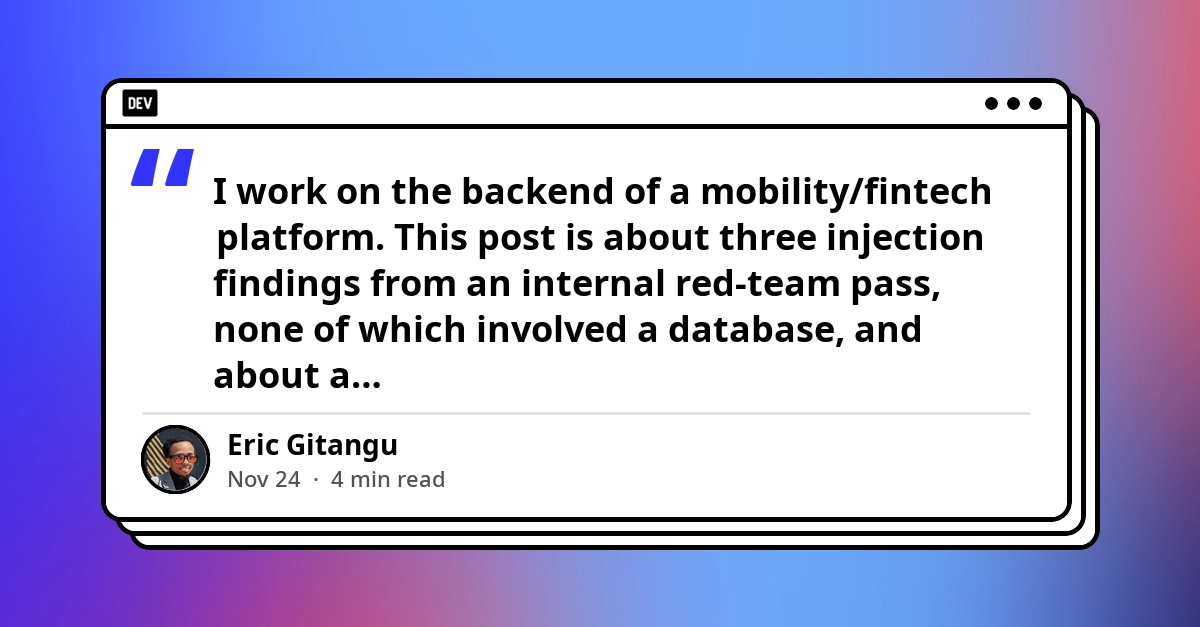 DEV
“
I work on the backend of a mobility/fintech
platform. This post is about three injection
findings from an internal red-team pass,
none of which involved a database, and
about a...
Eric Gitangu
Nov 24 · 4 min read